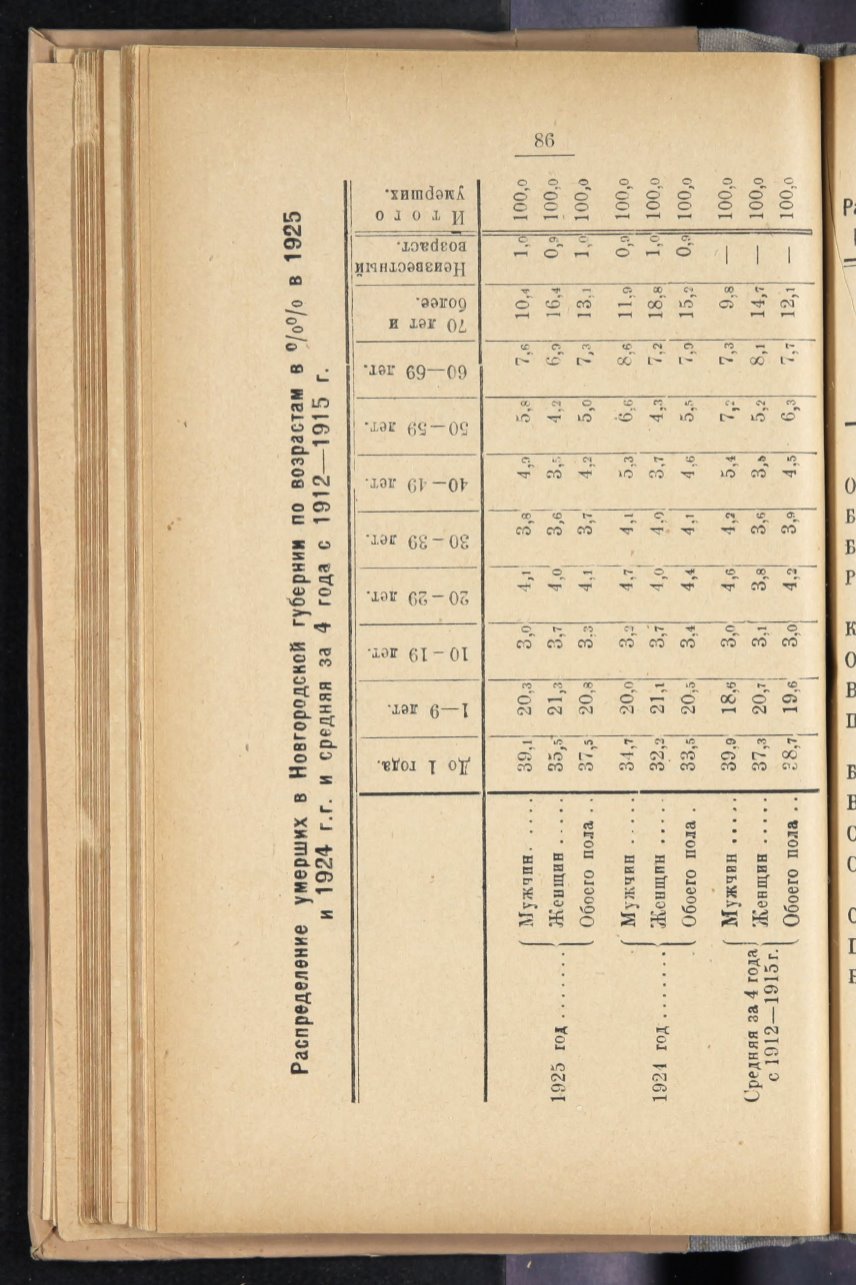 86
Распределение умерших в Новгородской губернии по возрастам в %% в 1925
и 1924 г.г. и средняя за 4 года с 1912—1915 г.
До 1 года. 1—9 лет. 10-19 лет. 20-29 лет. 30-39 лет. 40-49 лет. 50-59 лет. 60-69 лет. 70 лет и более. Неизвестный возраст. Итого умерших.
1925 год
Мужчин 39,1 20,3 3,0 4,1 3,8 4,9 5,8 7,6 10,4 1,0 100,0
Женщин 35,5 21,3 3,7 4,0 3,6 3,5 4,2 6,9 16,4 0,9 100,0
Обоего пола 37,5 20,8 3,3 4,1 3,7 4,2 5,0 7,3 13,1 1,0 100,0
1924 год
Мужчин 34,7 20,0 3,2 4,7 4,1 5,3 6,6 8,6 11,9 0,9 100,0
Женщин 32,2 21,1 3,7 4,0 4,0 3,7 4,3 7,2 18,8 1,0 100,0
Обоего пола 33,5 20,5 3,4 4,4 4,1 4,6 5,5 7,9 15,2 0,9 100,0
Средняя за 4 года
с 1912—1915 г.
Мужчин 39,9 18,6 3,0 4,6 4,2 5,4 7,2 7,3 9,8 — 100,0
Женщин 37,3 20,7 3,1 3,8 3,6 5,2 8,1 14,7 — 100,0
Обоего пола 38,7 19,6 3,0 4,2 3,9 4,5 6,3 7,7 12,1 — 100,0